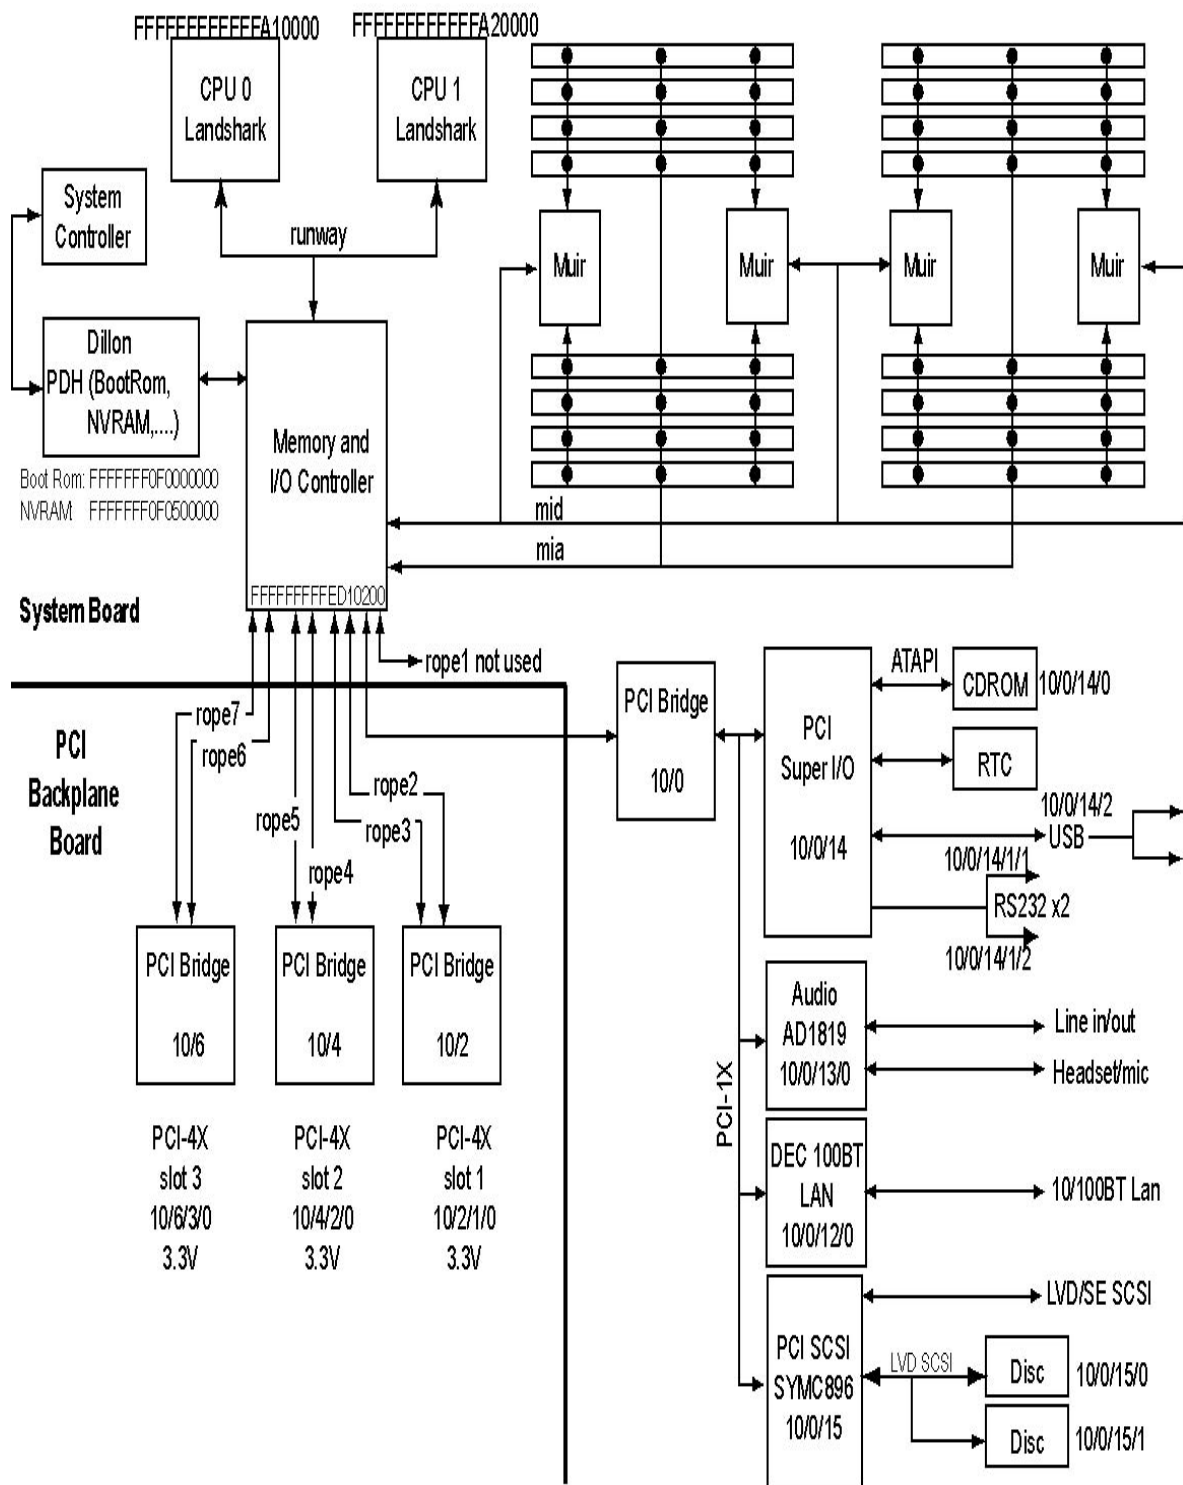 FFFFFFFFFFFFA10000
FFFFFFFFFFFFA20000
CPU 0
Landshark
CPU 1
Landshark
System
Controller
runway
Muir
Muir
Muir
Muir
Dillon
PDH (BootRom,
NVRAM,....)
Boot Rom: FFFFFFF0F0000000
NVRAM: FFFFFFF0F0500000
Memory and
I/O Controller
FFFFFFFFFED10200
mid
mia
System Board
rope1 not used
PCI
Backplane
Board
rope7
rope6
rope5
rope4
rope2
rope3
PCI Bridge
10/6
PCI Bridge
10/4
PCI Bridge
10/2
PCI-4X
slot 3
10/6/3/0
3.3V
PCI-4X
slot 2
10/4/2/0
3.3V
PCI-4X
slot 1
10/2/1/0
3.3V
PCI Bridge
10/0
PCI
Super I/O
10/0/14
ATAPI
CDROM
10/0/14/0
RTC
10/0/14/2
USB
10/0/14/1/1
RS232 x2
10/0/14/1/2
PCI-1X
Audio
AD1819
10/0/13/0
Line in/out
Headset/mic
DEC 100BT
LAN
10/0/12/0
10/100BT Lan
PCI SCSI
SYMC896
10/0/15
LVD/SE SCSI
LVD SCSI
Disc
10/0/15/0
Disc
10/0/15/1